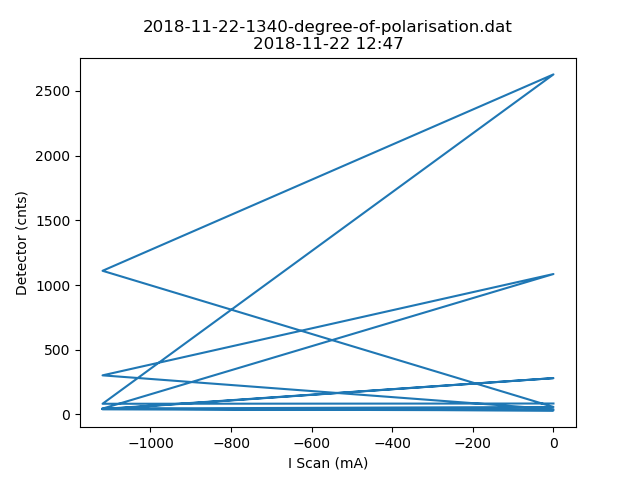 2018-11-22-1340-degree-of-polarisation.dat
2018-11-22 12:47
2500
2000
1500
1000
500
0
Detector (cnts)
−1000 −800 −600 −400 −200 0
I Scan (mA)